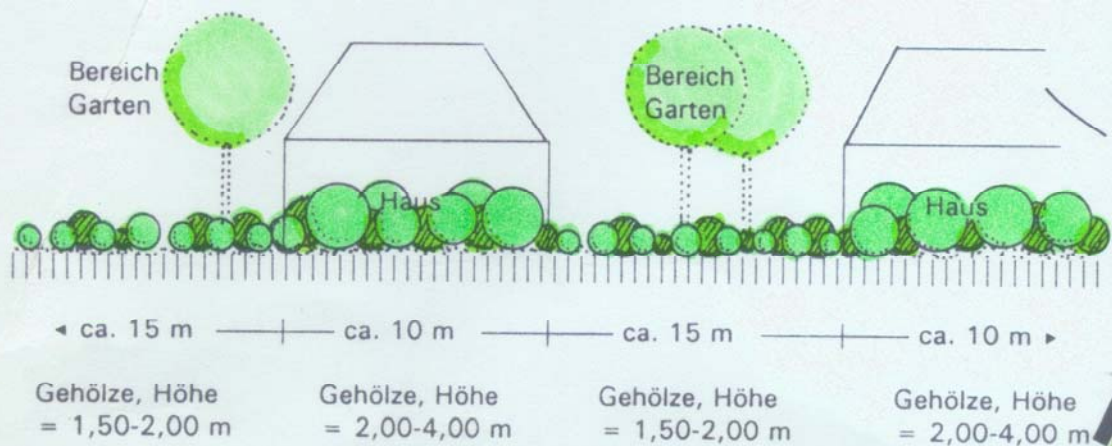 Bereich
Garten
Bereich
Garten
Haus
Haus
◄ ca. 15 m
ca. 10 m
ca. 15 m
ca. 10 m ►
Gehölze, Höhe
= 1,50-2,00 m
Gehölze, Höhe
= 2,00-4,00 m
Gehölze, Höhe
= 1,50-2,00 m
Gehölze, Höhe
= 2,00-4,00 m